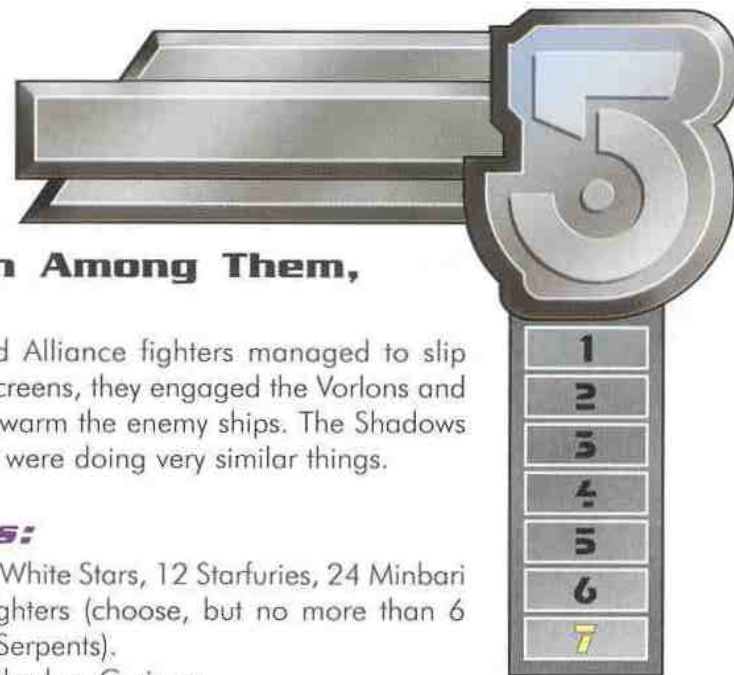 5
n Among Them,
d Alliance fighters managed to slip
creens, they engaged the Vorlons and
warm the enemy ships. The Shadows
were doing very similar things.
s:
White Stars, 12 Starfuries, 24 Minbari
ghters (choose, but no more than 6
Serpents).
1
2
3
4
5
6
7